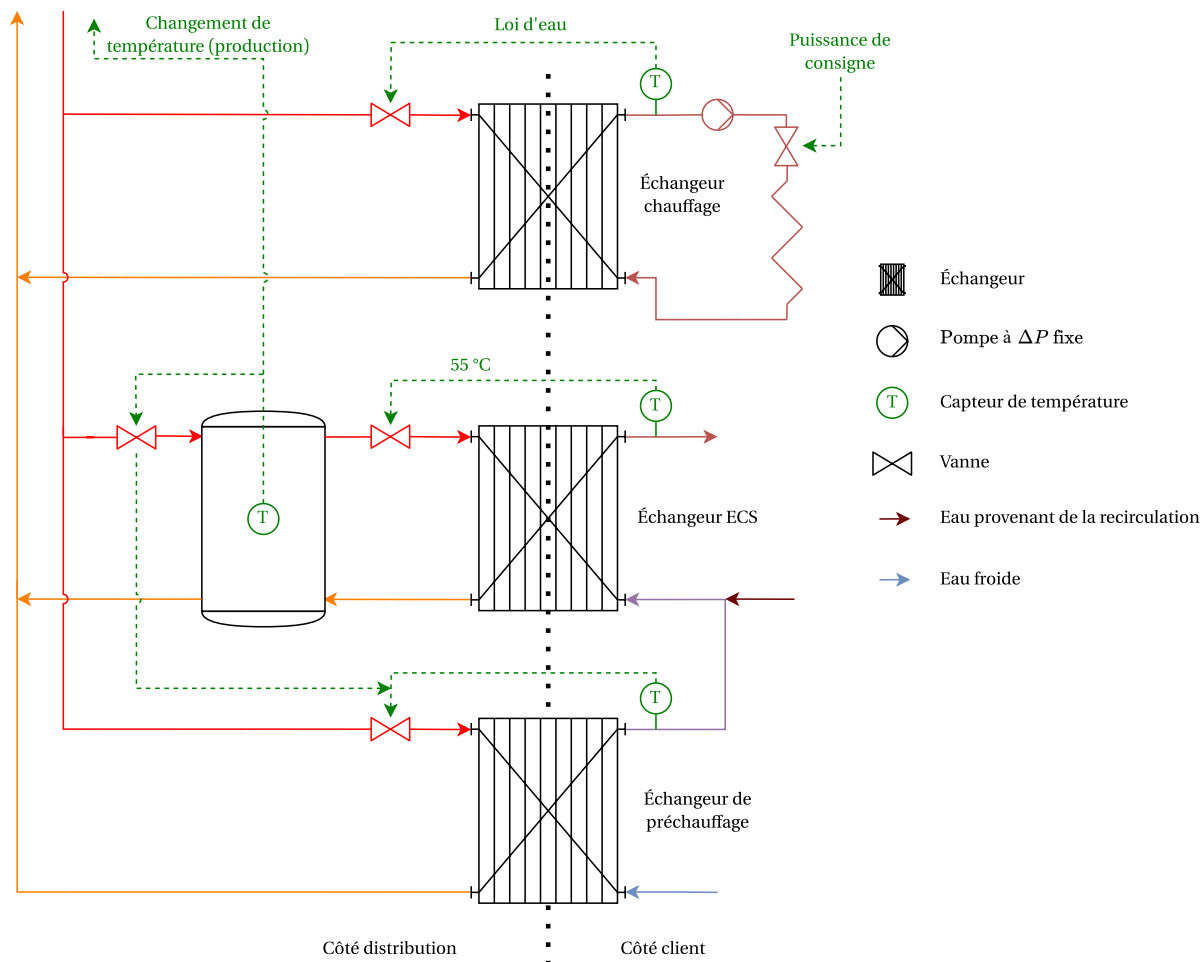 Changement de
température (production)
Loi d'eau
Puissance de
consigne
T
Échangeur
chauffage
Échangeur
Pompe à ΔP fixe
55 °C
T
Capteur de température
Vanne
T
Échangeur ECS
Eau provenant de la recirculation
Eau froide
T
Échangeur de
préchauffage
Côté distribution
Côté client
T